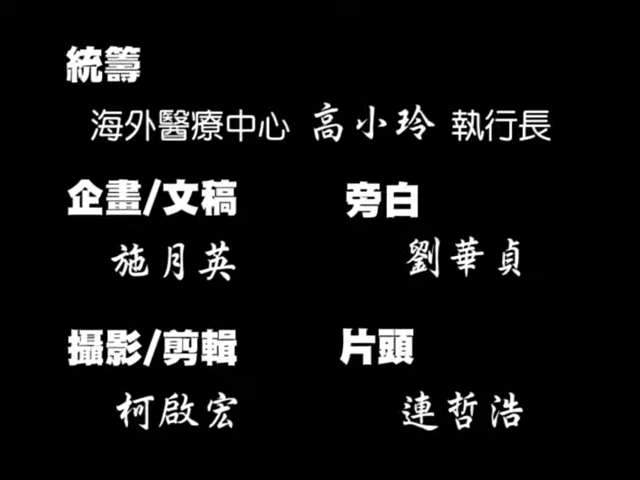 統籌
海外醫療中心 高小玲 執行長
企畫/文稿 旁白
施月英 劉華貞
攝影/剪輯 片頭
柯啟宏 連哲浩